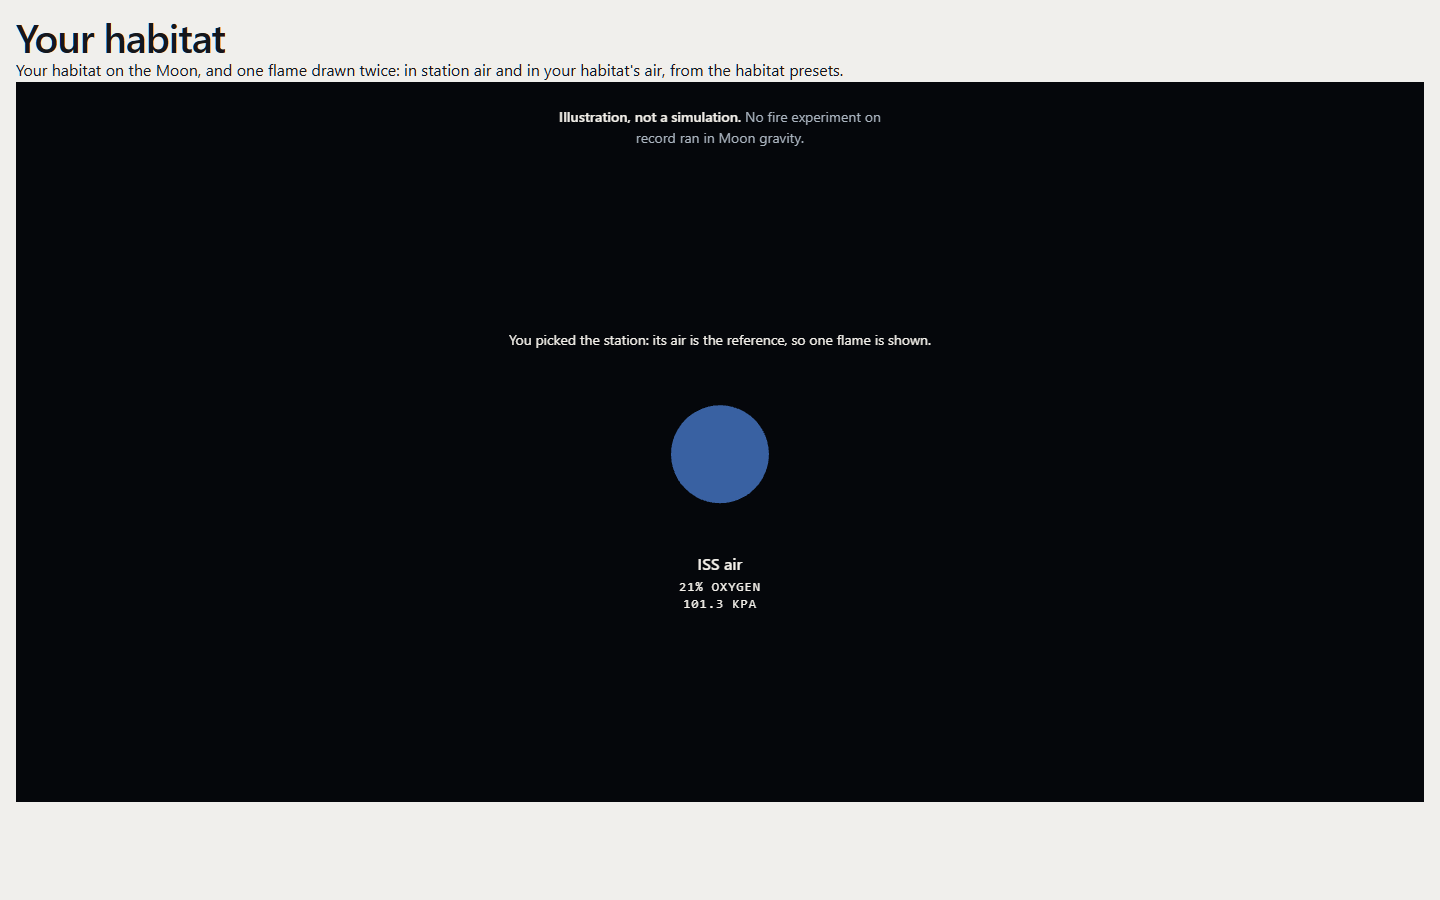 Your habitat
Your habitat on the Moon, and one flame drawn twice: in station air and in your habitat's air, from the habitat presets.
Illustration, not a simulation. No fire experiment on
record ran in Moon gravity.
You picked the station: its air is the reference, so one flame is shown.
ISS air
21% OXYGEN
101.3 KPA